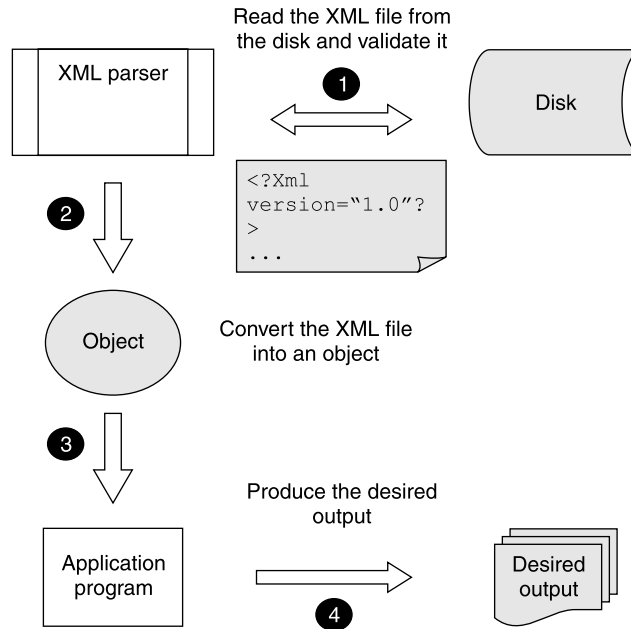 Read the XML file from
the disk and validate it
XML parser
1
Disk
<?Xml
version=“1.0”?
>
...
2
Object
Convert the XML file
into an object
3
Produce the desired
output
Application
program
Desired
output
4